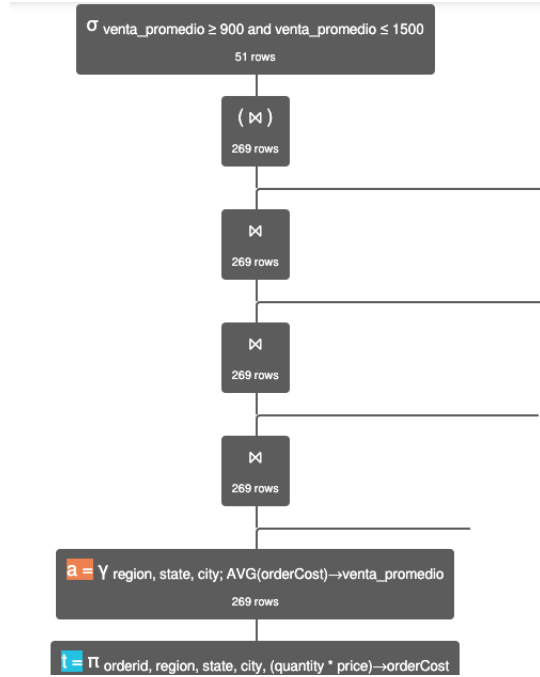 σ venta_promedio ≥ 900 and venta_promedio ≤ 1500
51 rows
( ⋈ )
269 rows
⋈
269 rows
⋈
269 rows
⋈
269 rows
a = γ region, state, city; AVG(orderCost)→venta_promedio
269 rows
t = π orderid, region, state, city, (quantity * price)→orderCost